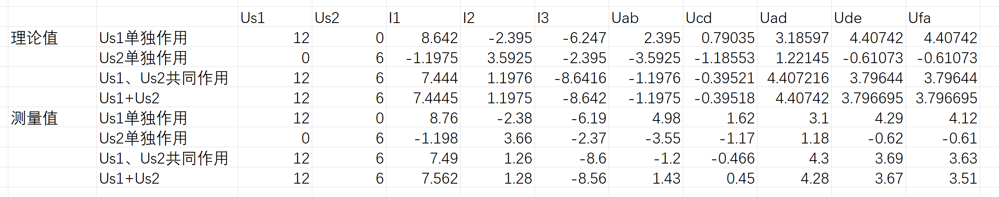 Us1 Us2 I1 I2 I3 Uab Ucd Uad Ude Ufa
理论值 Us1单独作用 12 0 8.642 -2.395 -6.247 2.395 0.79035 3.18597 4.40742 4.40742
Us2单独作用 0 6 -1.1975 3.5925 -2.395 -3.5925 -1.18553 1.22145 -0.61073 -0.61073
Us1、Us2共同作用 12 6 7.444 1.1976 -8.6416 -1.1976 -0.39521 4.407216 3.79644 3.79644
Us1+Us2 12 6 7.4445 1.1975 -8.642 -1.1975 -0.39518 4.40742 3.796695 3.796695
测量值 Us1单独作用 12 0 8.76 -2.38 -6.19 4.98 1.62 3.1 4.29 4.12
Us2单独作用 0 6 -1.198 3.66 -2.37 -3.55 -1.17 1.18 -0.62 -0.61
Us1、Us2共同作用 12 6 7.49 1.26 -8.6 -1.2 -0.466 4.3 3.69 3.63
Us1+Us2 12 6 7.562 1.28 -8.56 1.43 0.45 4.28 3.67 3.51